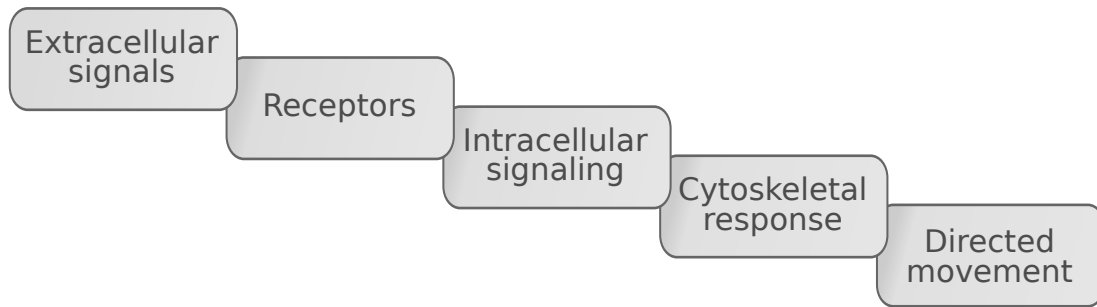 Extracellular
signals
Receptors
Intracellular
signaling
Cytoskeletal
response
Directed
movement